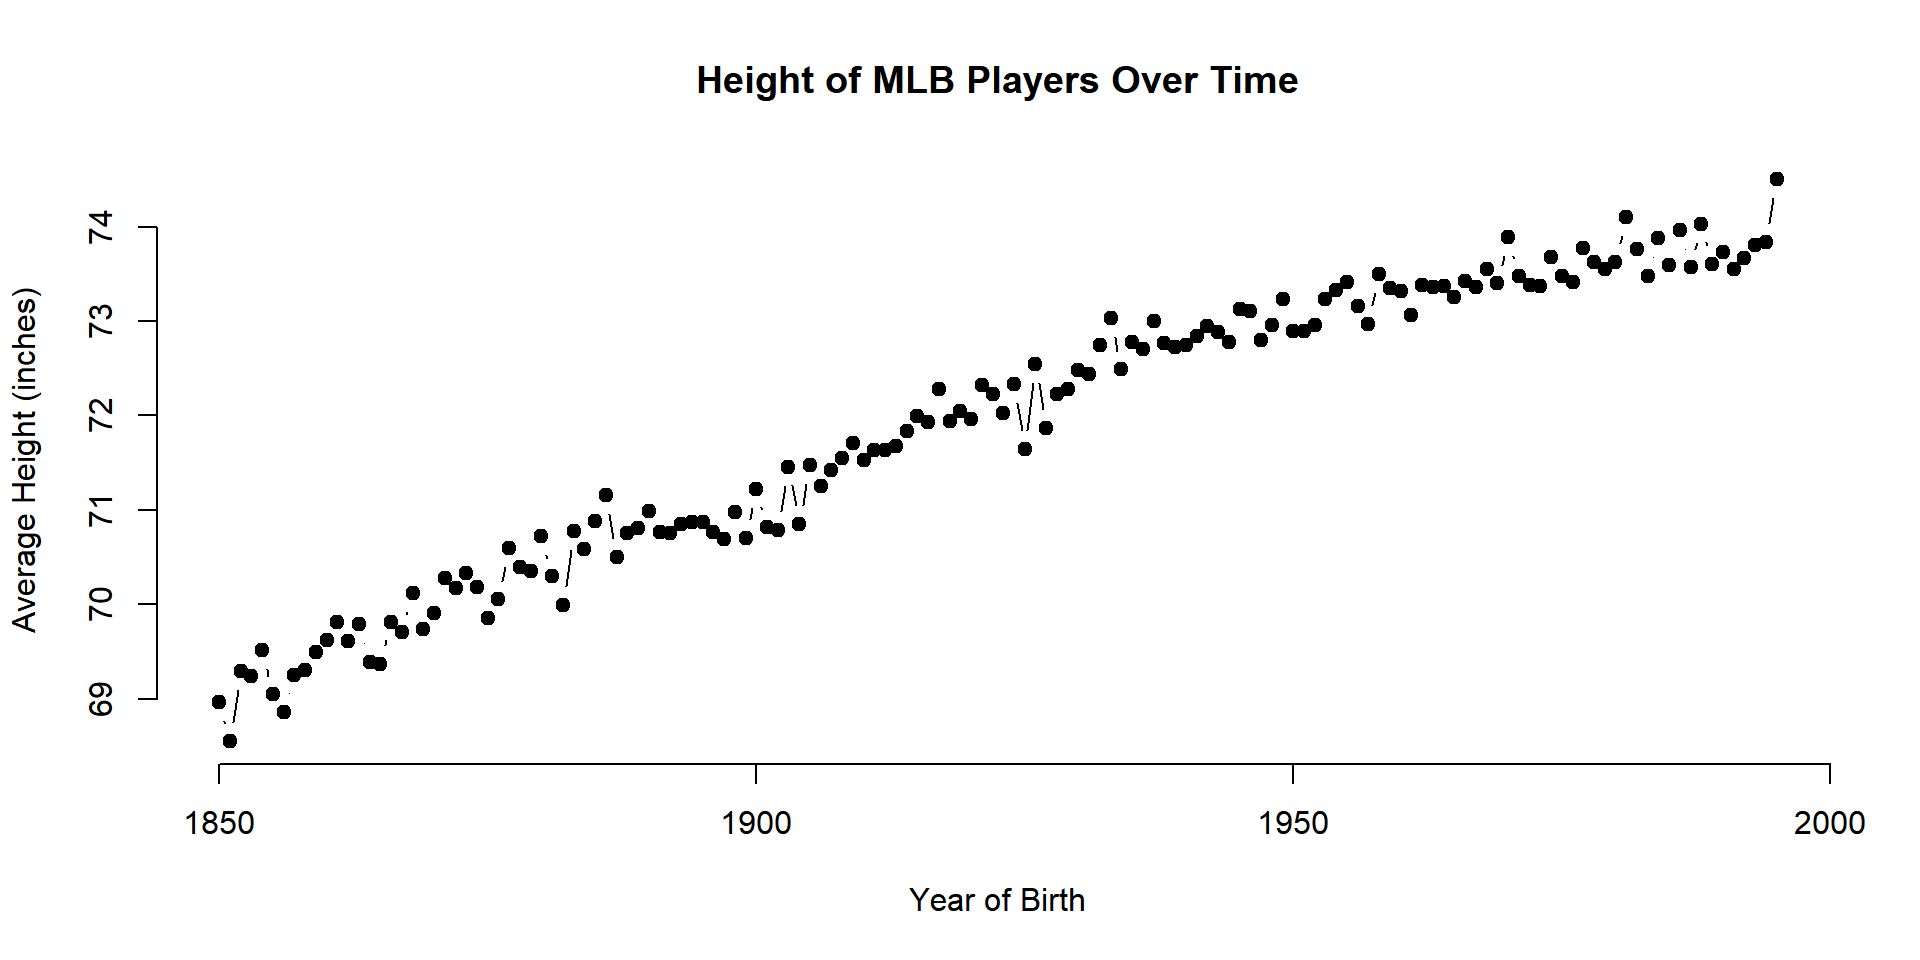 Height of MLB Players Over Time
Average Height (inches)
74
73
72
71
70
69
1850 1900 1950 2000
Year of Birth